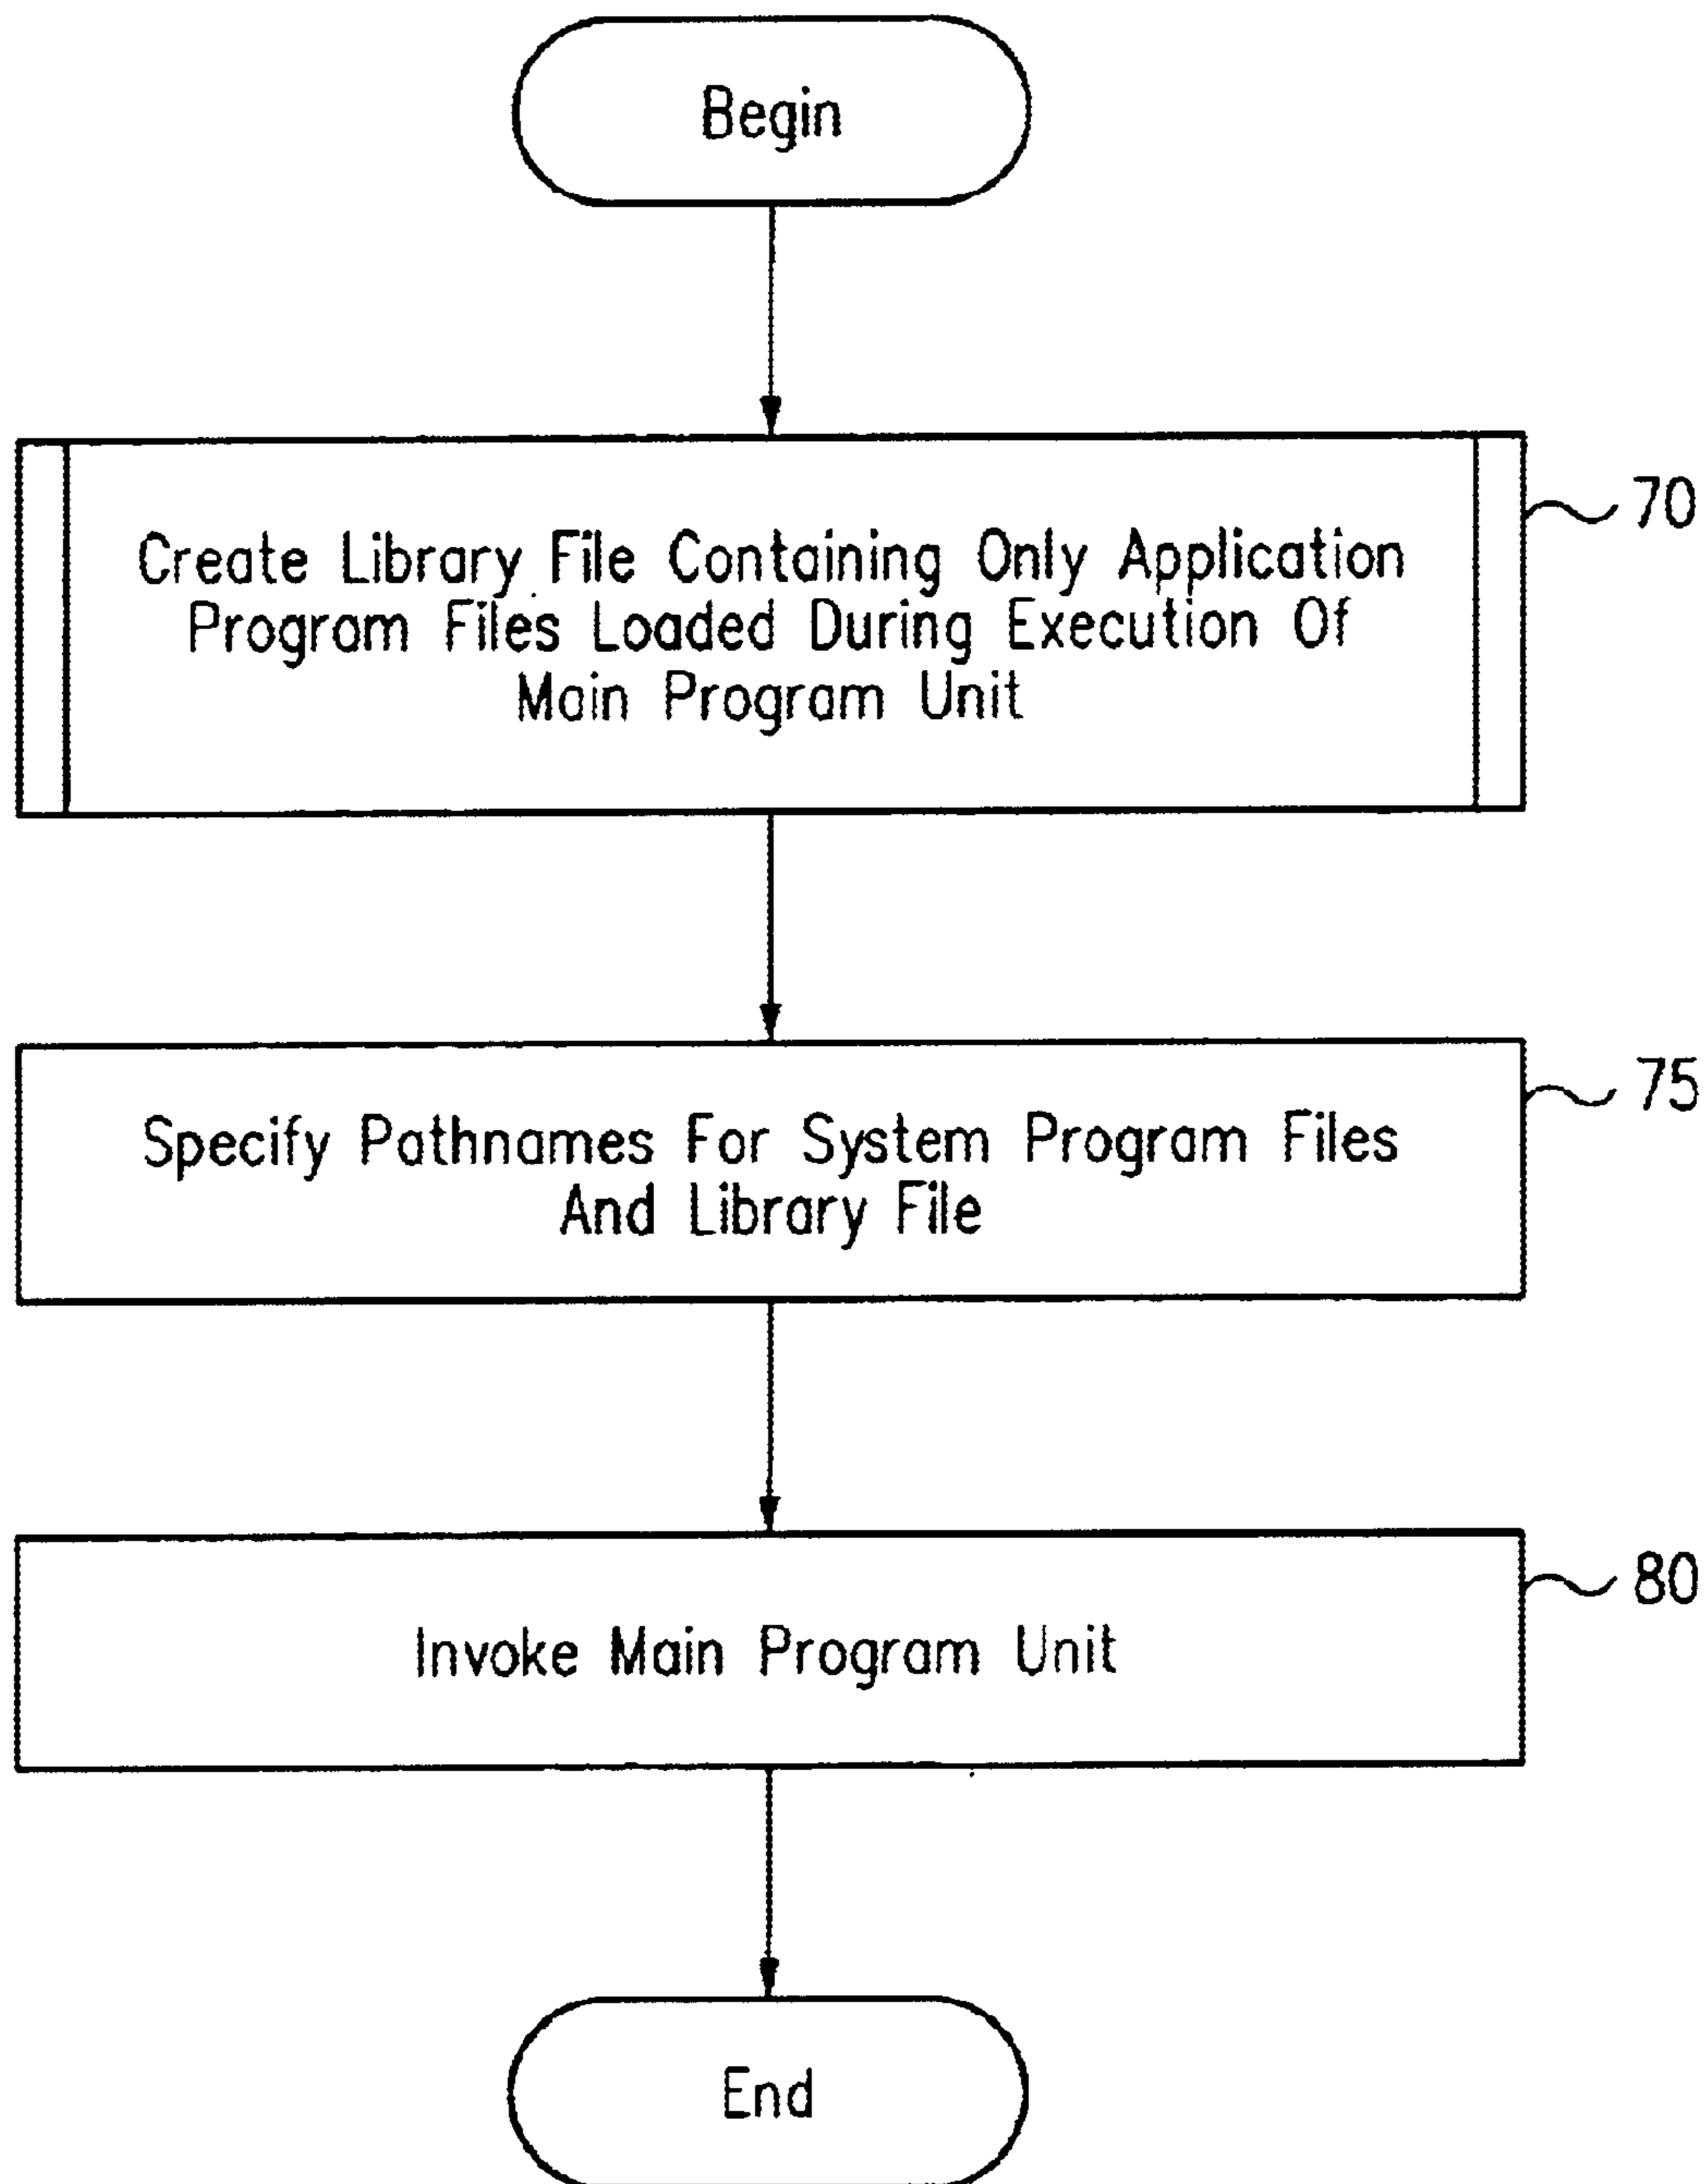 Begin
Create Library File Containing Only Application
Program Files Loaded During Execution Of
Main Program Unit
70
Specify Pathnames For System Program Files
And Library File
75
Invoke Main Program Unit
80
End